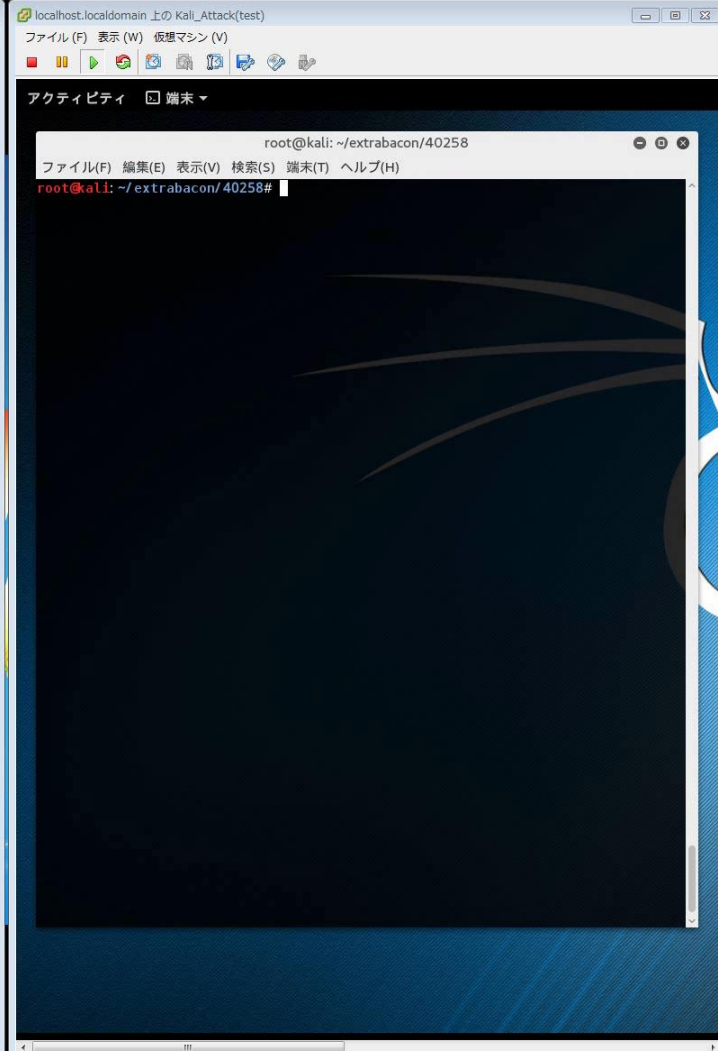 localhost.localdomain 上の Kali_Attack(test)
ファイル (F) 表示 (W) 仮想マシン (V)
アクティビティ 端末
root@kali: ~/extrabacon/40258
ファイル(F) 編集(E) 表示(V) 検索(S) 端末(T) ヘルプ(H)
root@kali:~/extrabacon/40258#